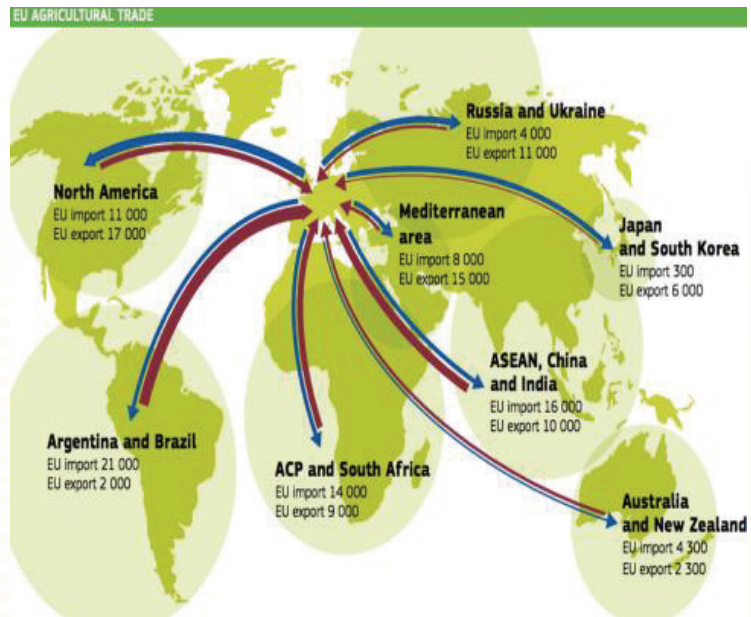 EU AGRICULTURAL TRADE
Russia and Ukraine
EU import 4 000
EU export 11 000
North America
EU import 11 000
EU export 17 000
Mediterranean
area
EU import 8 000
EU export 15 000
Japan
and South Korea
EU import 300
EU export 6 000
ASEAN, China
and India
EU import 16 000
EU export 10 000
Argentina and Brazil
EU import 21 000
EU export 2 000
ACP and South Africa
EU import 14 000
EU export 9 000
Australia
and New Zealand
EU import 4 300
EU export 2 300